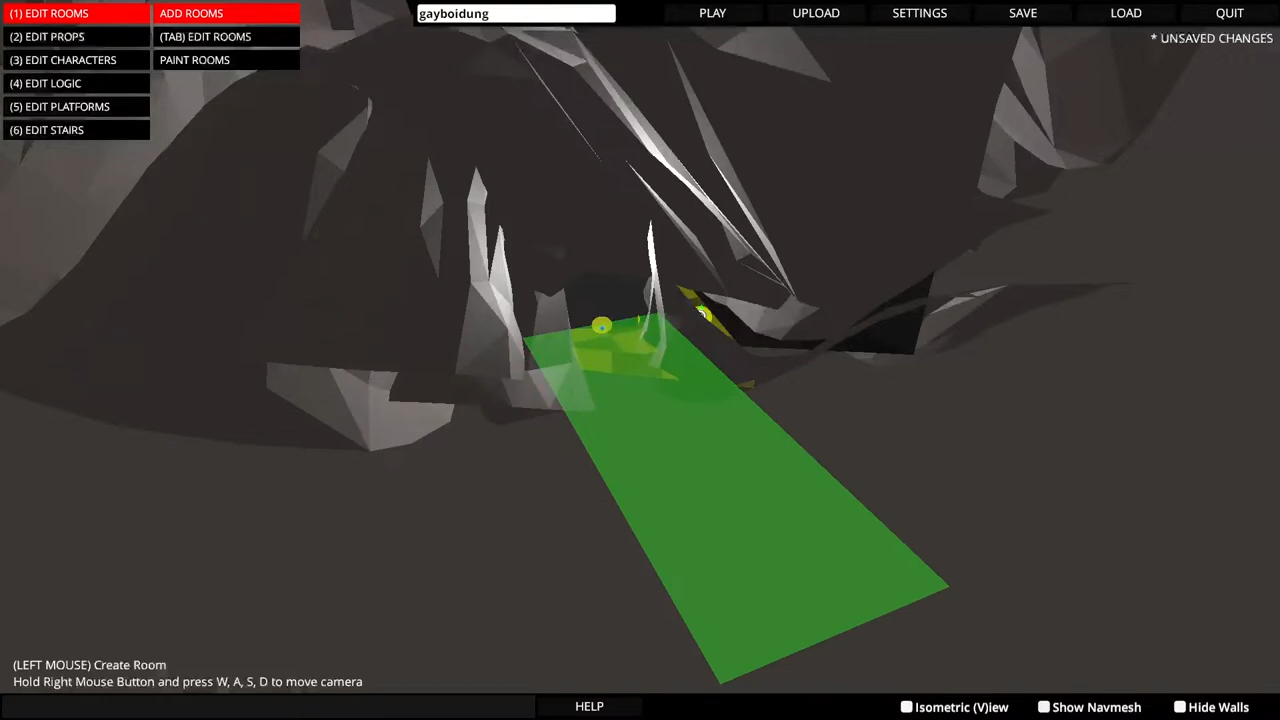 (1) EDIT ROOMS
ADD ROOMS
gayboidung
PLAY
UPLOAD
SETTINGS
SAVE
LOAD
QUIT
(2) EDIT PROPS
(TAB) EDIT ROOMS
* UNSAVED CHANGES
(3) EDIT CHARACTERS
PAINT ROOMS
(4) EDIT LOGIC
(5) EDIT PLATFORMS
(6) EDIT STAIRS
(LEFT MOUSE) Create Room
Hold Right Mouse Button and press W, A, S, D to move camera
HELP
Isometric (V)iew
Show Navmesh
Hide Walls